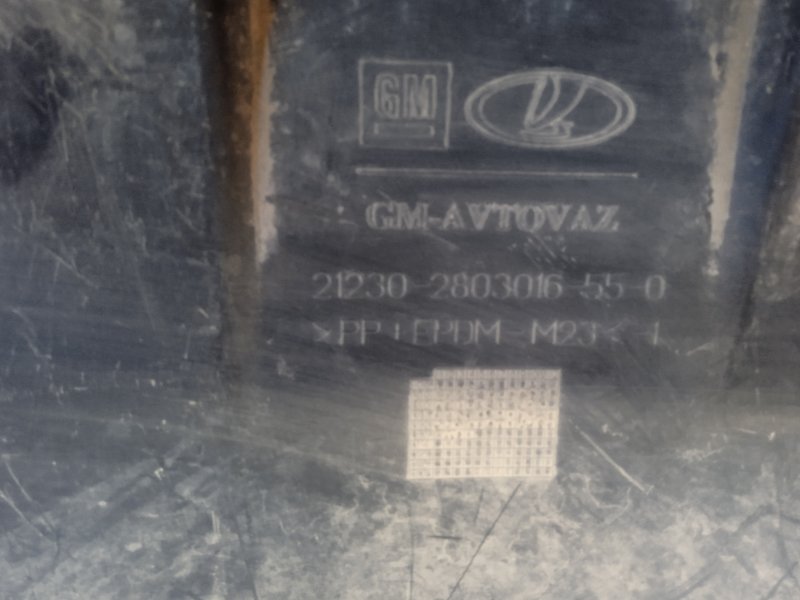 GM
GM-AVTOVAZ
21230-2803016-55-0
>PP+EPDM-M23<